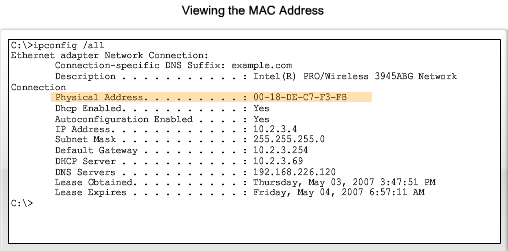 Viewing the MAC Address
C:\>ipconfig /all
Ethernet adapter Network Connection:
Connection-specific DNS Suffix: example.com
Description . . . . . . . . . . . : Intel(R) PRO/Wireless 3945ABG Network
Connection
Physical Address. . . . . . . . . : 00-18-DE-C7-F3-FB
Dhcp Enabled. . . . . . . . . . . : Yes
Autoconfiguration Enabled . . . . : Yes
IP Address. . . . . . . . . . . . : 10.2.3.4
Subnet Mask . . . . . . . . . . . : 255.255.255.0
Default Gateway . . . . . . . . . : 10.2.3.254
DHCP Server . . . . . . . . . . . : 10.2.3.69
DNS Servers . . . . . . . . . . . : 192.168.226.120
Lease Obtained. . . . . . . . . . : Thursday, May 03, 2007 3:47:51 PM
Lease Expires . . . . . . . . . . : Friday, May 04, 2007 6:57:11 AM
C:\>